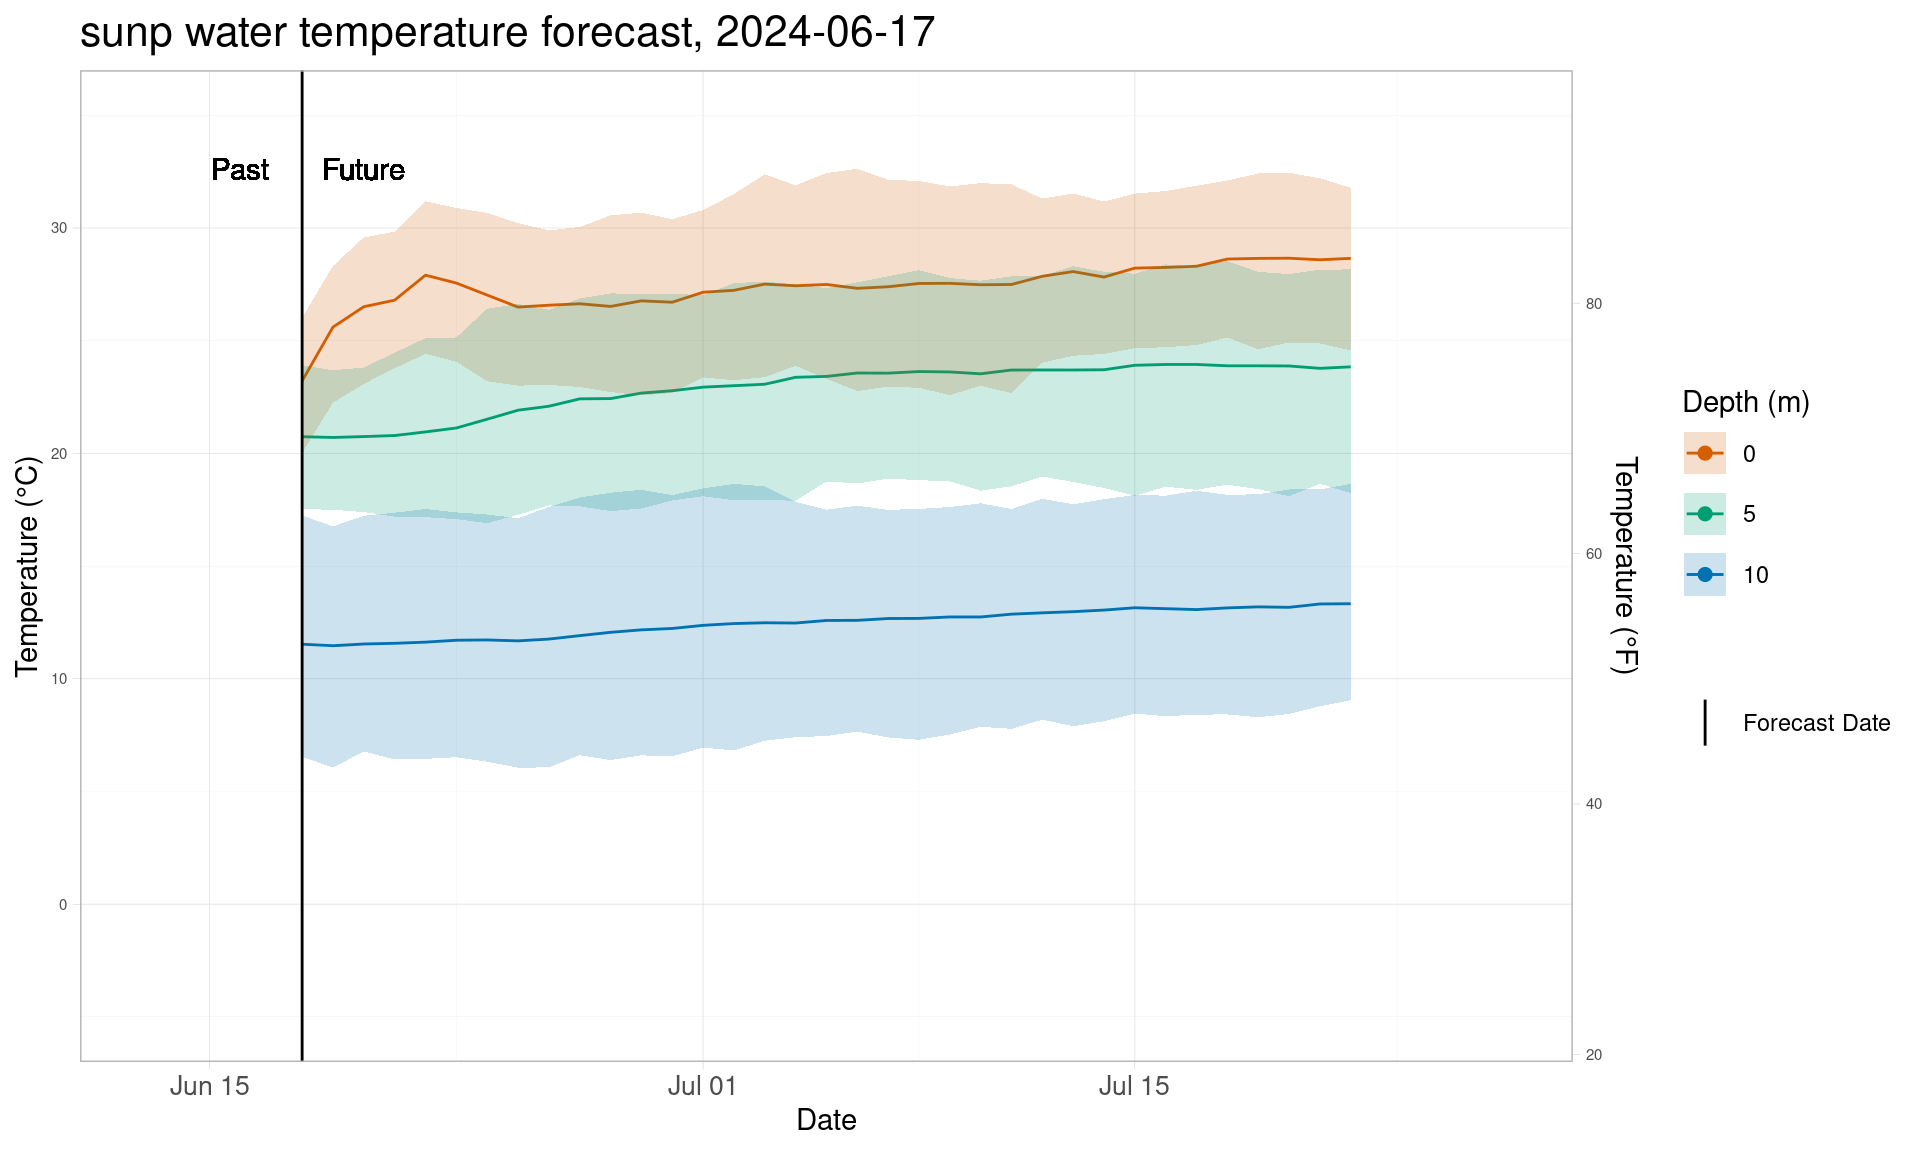 sunp water temperature forecast, 2024-06-17
Past
Future
Temperature (°C)
30
20
10
0
Temperature (°F)
80
60
40
20
Jun 15
Jul 01
Jul 15
Date
Depth (m)
0
5
10
Forecast Date